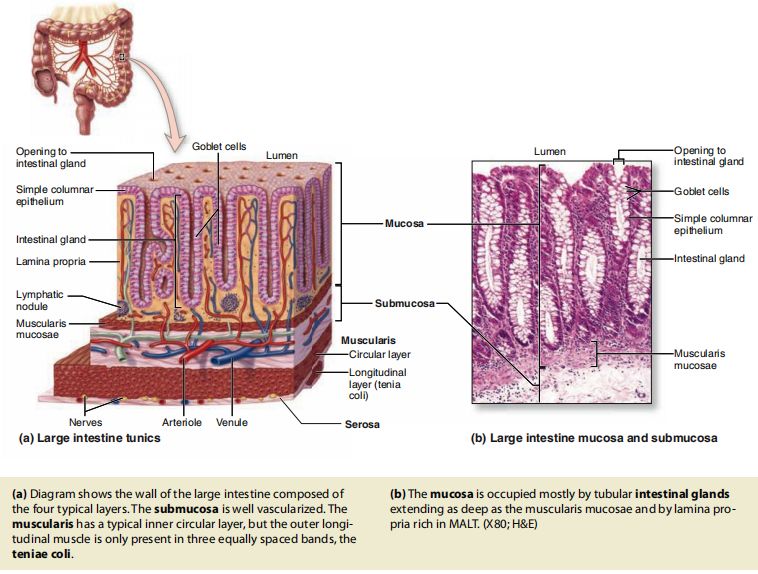 Opening to
intestinal gland
Goblet cells
Lumen
Simple columnar
epithelium
Intestinal gland
Lamina propria
Lymphatic
nodule
Muscularis
mucosae
Mucosa
Submucosa
Muscularis
Circular layer
Longitudinal
layer (tenia
coli)
Nerves
Arteriole
Venule
Serosa
(a) Large intestine tunics
Lumen
Opening to
intestinal gland
Goblet cells
Simple columnar
epithelium
Intestinal gland
Muscularis
mucosae
(b) Large intestine mucosa and submucosa
(a) Diagram shows the wall of the large intestine composed of
the four typical layers. The submucosa is well vascularized. The
muscularis has a typical inner circular layer, but the outer longi-
tudinal muscle is only present in three equally spaced bands, the
teniae coli.
(b) The mucosa is occupied mostly by tubular intestinal glands
extending as deep as the muscularis mucosae and by lamina pro-
pria rich in MALT. (X80; H&E)